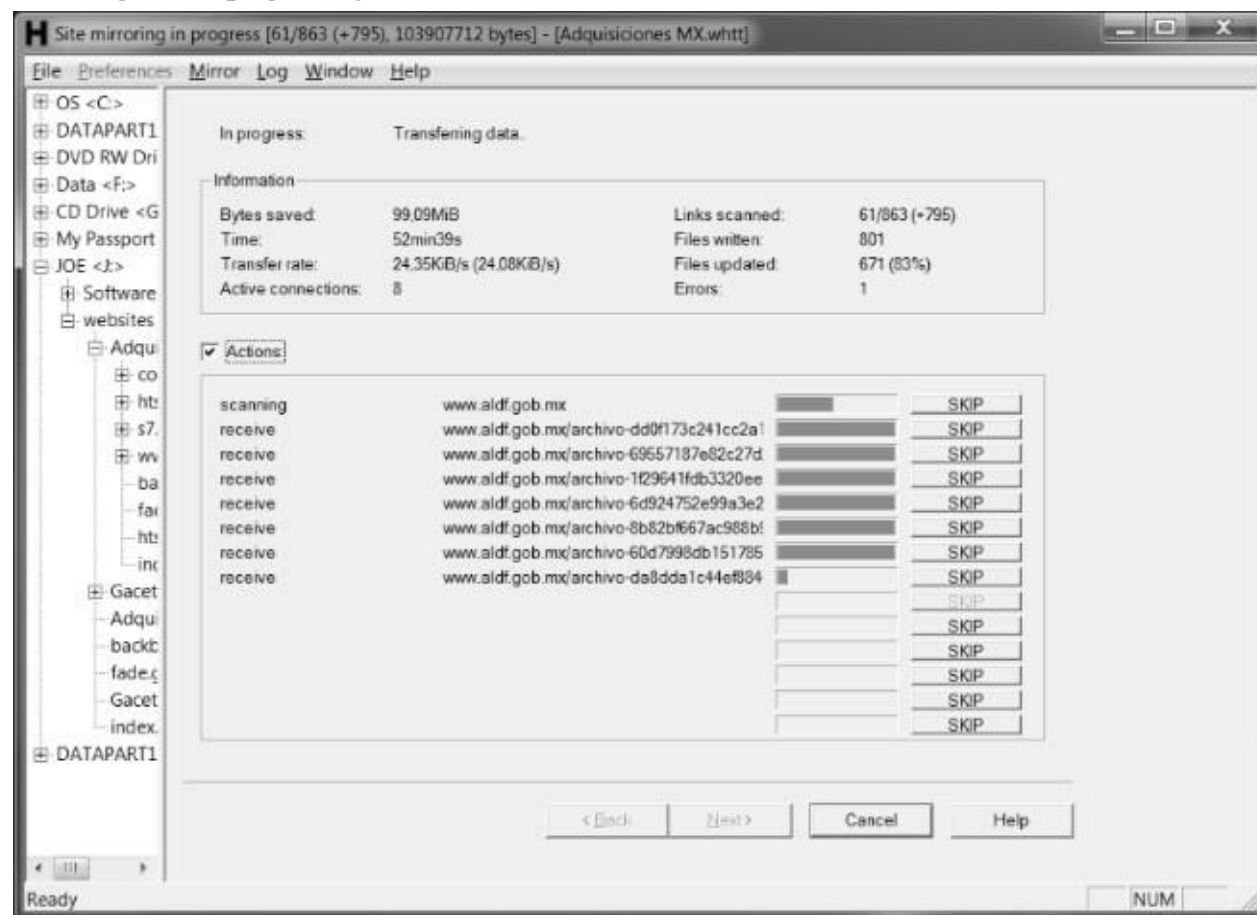 H Site mirroring in progress [61/863 (+795), 103907712 bytes] - [Adquisiciones MX.whtt]
File Preferences Mirror Log Window Help
OS <C:>
DATAPART1
DVD RW Dri
Data <F:>
CD Drive <G
My Passport
JOE <J:>
Software
websites
Adqu
co
hts
s7.
ww
ba
fad
hts
ind
Gacet
Adqui
backb
fade.g
Gacet
index.
DATAPART1
In progress: Transferring data..
Information
Bytes saved: 99,09MiB Links scanned: 61/863 (+795)
Time: 52min39s Files written: 801
Transfer rate: 24,35KiB/s (24,08KiB/s) Files updated: 671 (83%)
Active connections: 8 Errors: 1
Actions:
scanning www.aldf.gob.mx SKIP
receive www.aldf.gob.mx/archivo-dd0f173c241cc2a1 SKIP
receive www.aldf.gob.mx/archivo-69557187e82c27d SKIP
receive www.aldf.gob.mx/archivo-1f29641fdb3320ee SKIP
receive www.aldf.gob.mx/archivo-6d924752e99a3e2 SKIP
receive www.aldf.gob.mx/archivo-8b82bf667ac988b5 SKIP
receive www.aldf.gob.mx/archivo-60d7998db151785 SKIP
receive www.aldf.gob.mx/archivo-da8dda1c44ef884 SKIP
SKIP
SKIP
SKIP
SKIP
SKIP
SKIP
< Back Next > Cancel Help
Ready NUM